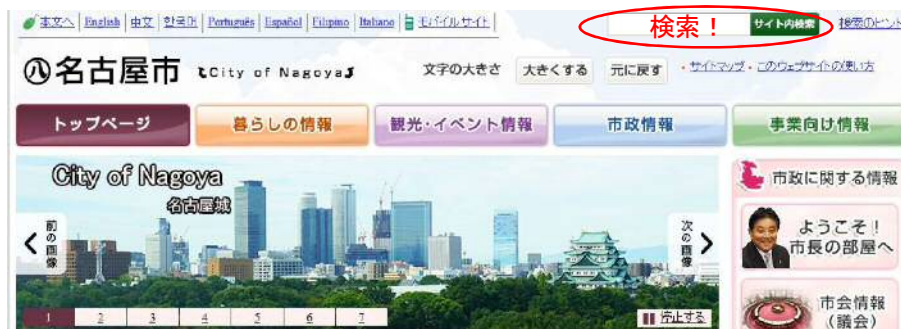 本文へ English 中文 한국어 Português Español Filipino Italiano モバイルサイト 検索! サイト内検索 検索のヒント
名古屋市 City of Nagoya 文字の大きさ 大きくする 元に戻す ・サイトマップ・このウェブサイトの使い方
トップページ 暮らしの情報 観光・イベント情報 市政情報 事業向け情報
City of Nagoya
名古屋城
前の画像
次の画像
1 2 3 4 5 6 7 停止する
市政に関する情報
ようこそ!
市長の部屋へ
市会情報
(議会)